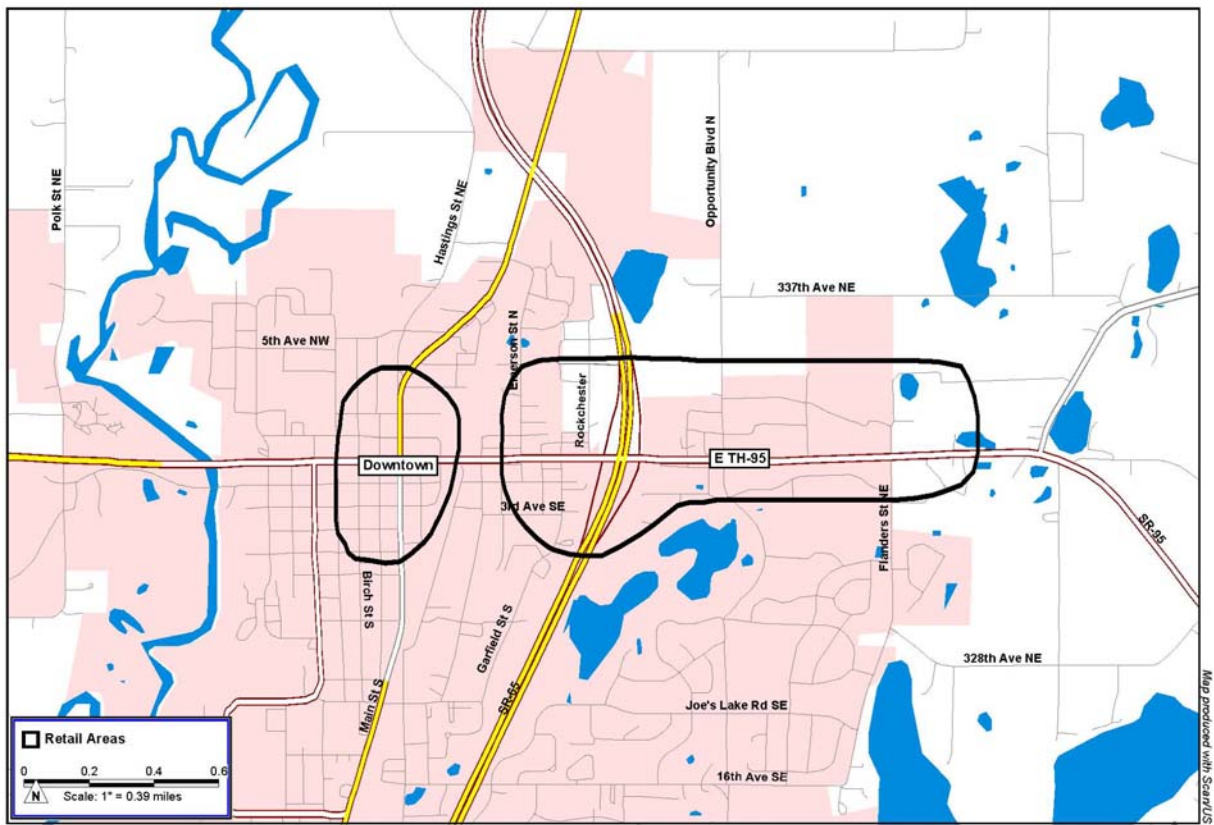 Polk St NE
Hastings St NE
Opportunity Blvd N
337th Ave NE
5th Ave NW
Emerson St N
Rockchester
Downtown
E TH-95
3rd Ave SE
Flanders St NE
SR-95
Birch St S
Garfield St S
328th Ave NE
Main St S
SR-65
Joe's Lake Rd SE
16th Ave SE
Retail Areas
0 0.2 0.4 0.6
N
Scale: 1" = 0.39 miles
Map produced with Scan/US